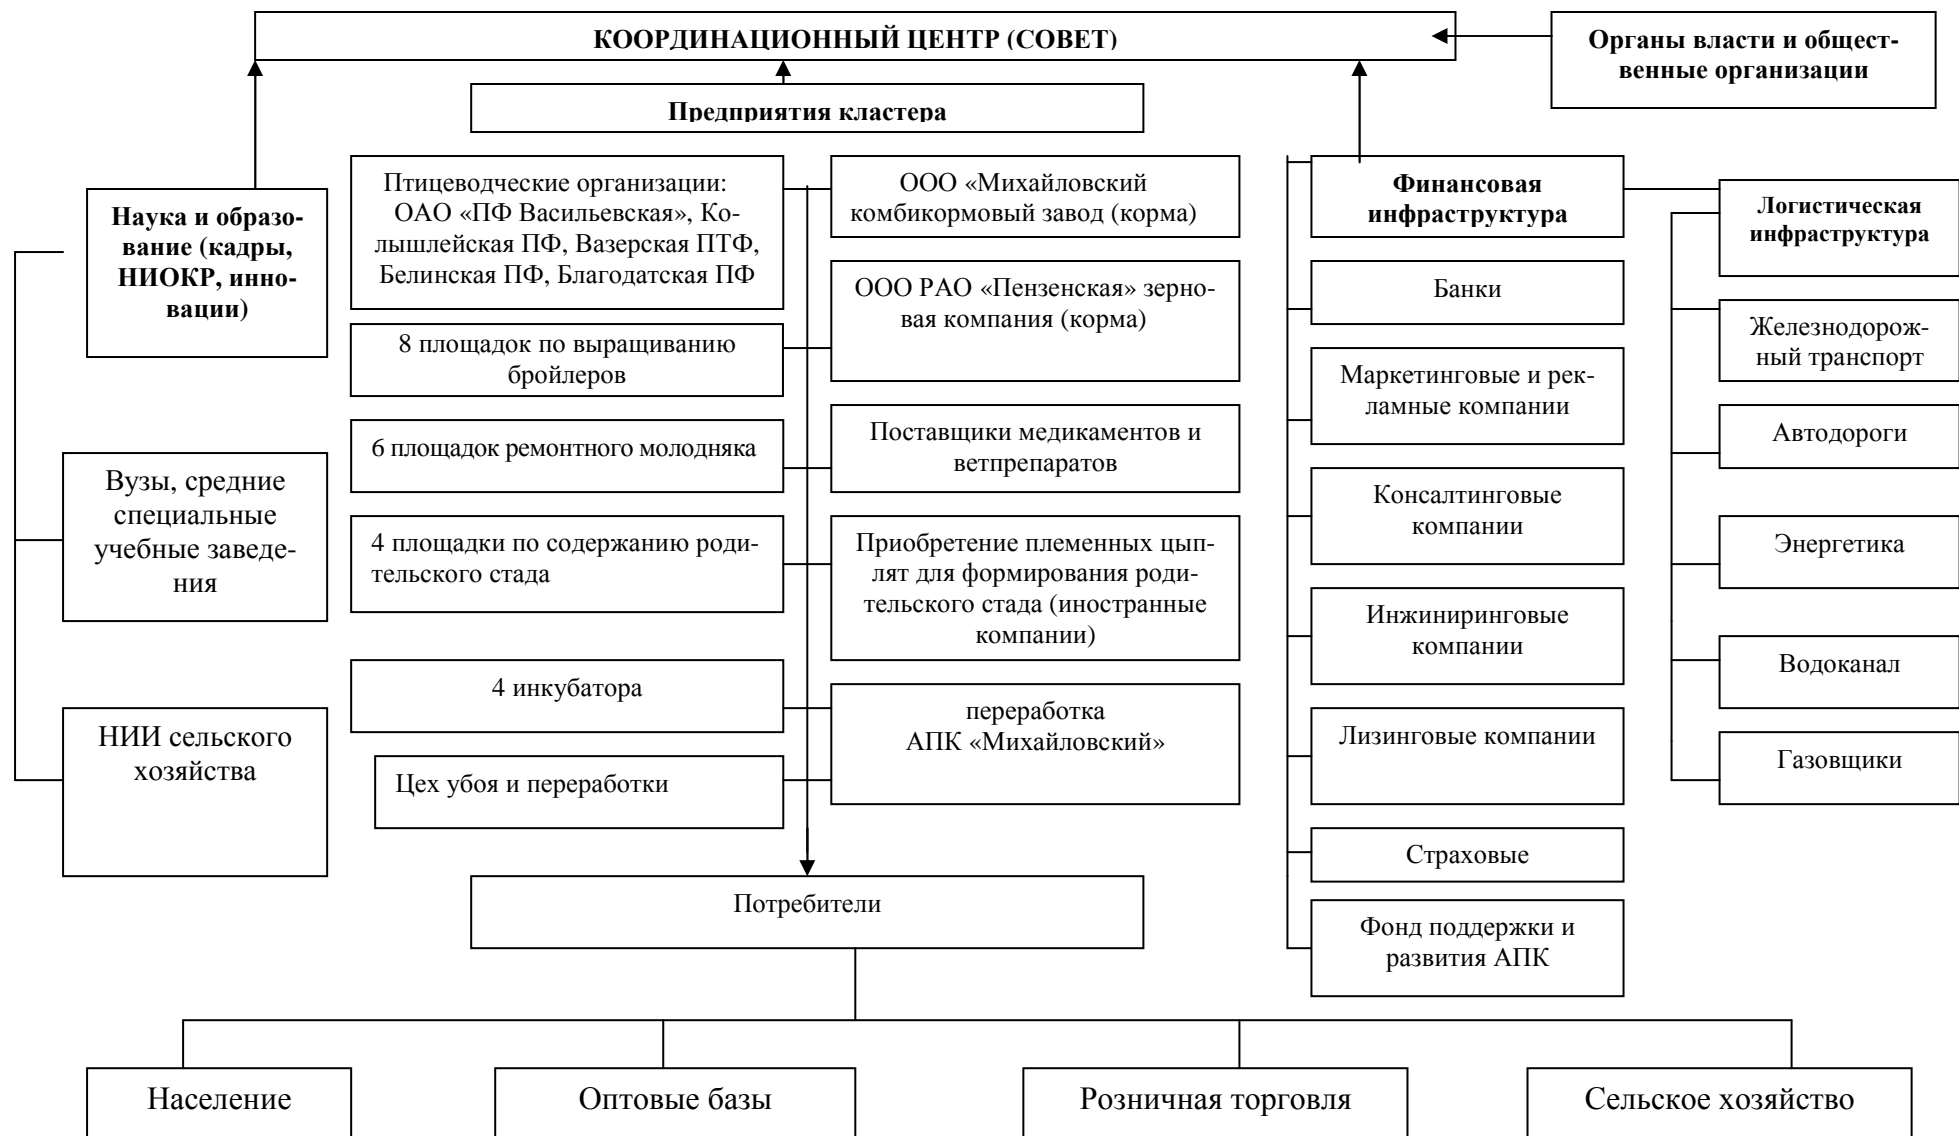 КООРДИНАЦИОННЫЙ ЦЕНТР (СОВЕТ)
Органы власти и общест-
венные организации
Предприятия кластера
Наука и образо-
вание (кадры,
НИОКР, инно-
вации)
Вузы, средние
специальные
учебные заведе-
ния
НИИ сельского
хозяйства
Птицеводческие организации:
ОАО «ПФ Васильевская», Ко-
лышлейская ПФ, Вазерская ПТФ,
Белинская ПФ, Благодатская ПФ
8 площадок по выращиванию
бройлеров
6 площадок ремонтного молодняка
4 площадки по содержанию роди-
тельского стада
4 инкубатора
Цех убоя и переработки
ООО «Михайловский
комбикормовый завод (корма)
ООО РАО «Пензенская» зерно-
вая компания (корма)
Поставщики медикаментов и
ветпрепаратов
Приобретение племенных цып-
лят для формирования роди-
тельского стада (иностранные
компании)
переработка
АПК «Михайловский»
Финансовая
инфраструктура
Банки
Маркетинговые и рек-
ламные компании
Консалтинговые
компании
Инжиниринговые
компании
Лизинговые компании
Страховые
Фонд поддержки и
развития АПК
Логистическая
инфраструктура
Железнодорож-
ный транспорт
Автодороги
Энергетика
Водоканал
Газовщики
Потребители
Население
Оптовые базы
Розничная торговля
Сельское хозяйство